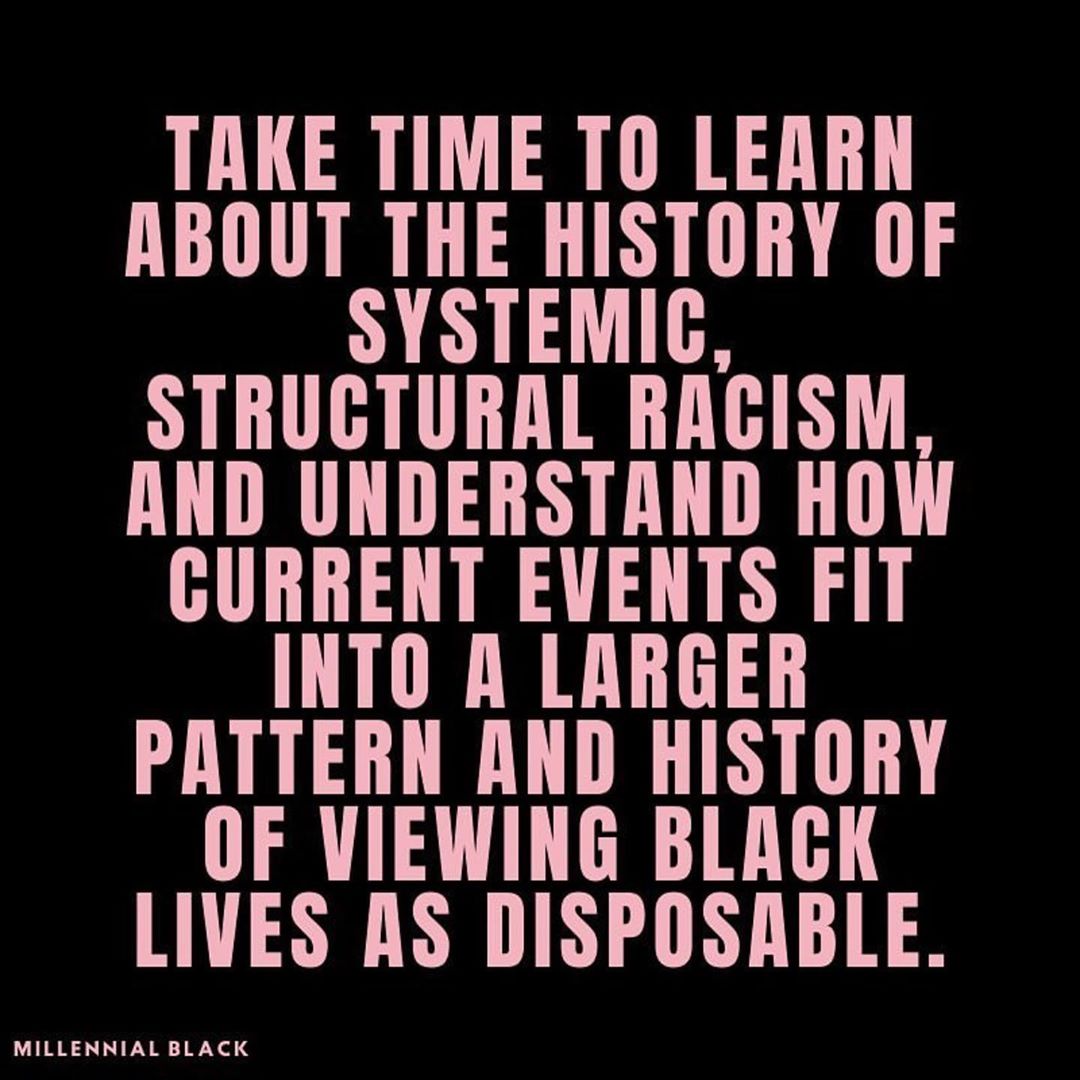 TAKE TIME TO LEARN
ABOUT THE HISTORY OF
SYSTEMIC,
STRUCTURAL RACISM,
AND UNDERSTAND HOW
CURRENT EVENTS FIT
INTO A LARGER
PATTERN AND HISTORY
OF VIEWING BLACK
LIVES AS DISPOSABLE.
MILLENNIAL BLACK